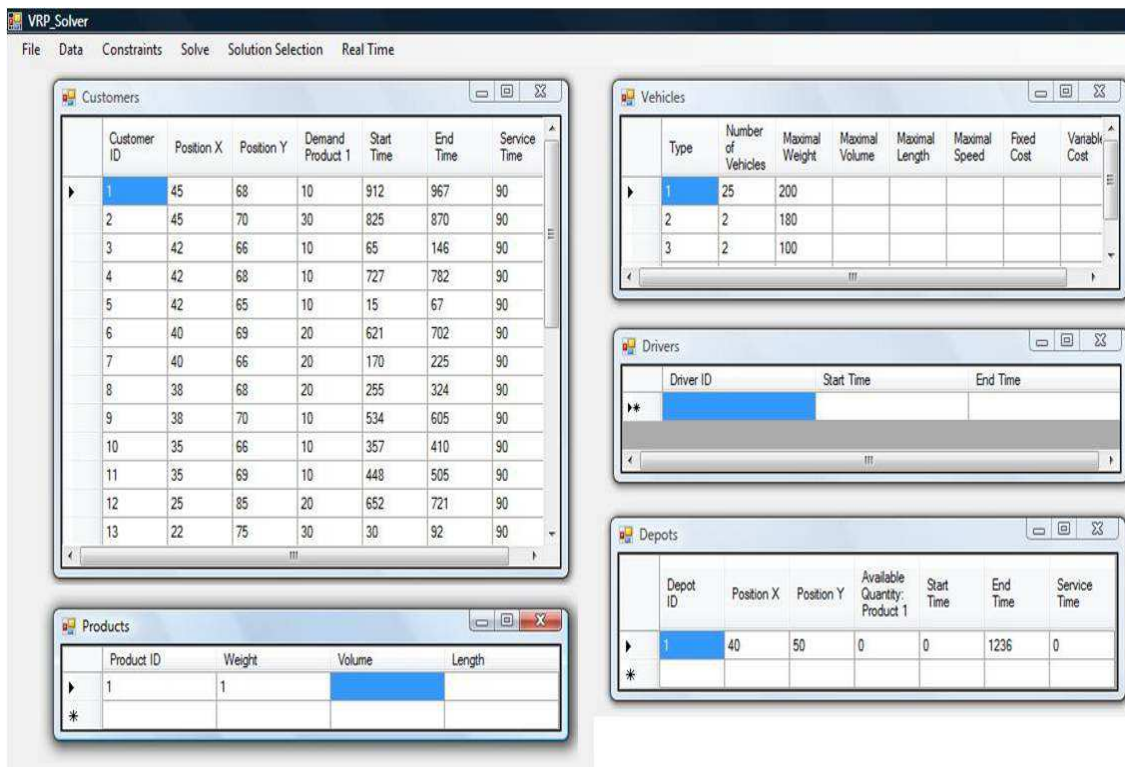 VRP_Solver
File Data Constraints Solve Solution Selection Real Time
Customers
Customer ID Position X Position Y Demand Product 1 Start Time End Time Service Time
1 45 68 10 912 967 90
2 45 70 30 825 870 90
3 42 66 10 65 146 90
4 42 68 10 727 782 90
5 42 65 10 15 67 90
6 40 69 20 621 702 90
7 40 66 20 170 225 90
8 38 68 20 255 324 90
9 38 70 10 534 605 90
10 35 66 10 357 410 90
11 35 69 10 448 505 90
12 25 85 20 652 721 90
13 22 75 30 30 92 90
Products
Product ID Weight Volume Length
1 1
Vehicles
Type Number of Vehicles Maximal Weight Maximal Volume Maximal Length Maximal Speed Fixed Cost Variable Cost
1 25 200
2 2 180
3 2 100
Drivers
Driver ID Start Time End Time
Depots
Depot ID Position X Position Y Available Quantity: Product 1 Start Time End Time Service Time
1 40 50 0 0 1236 0